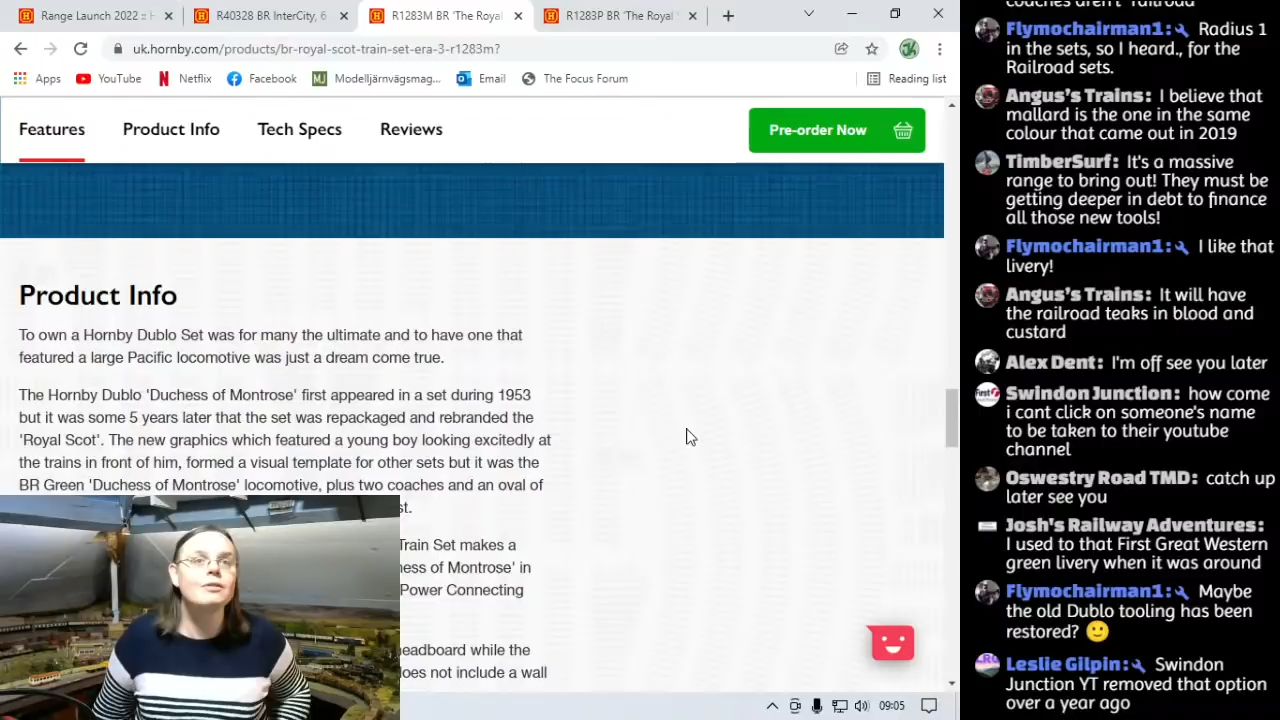 Range Launch 2022 :: H
R40328 BR InterCity, 6
R1283M BR 'The Royal
R1283P BR 'The Royal
uk.hornby.com/products/br-royal-scot-train-set-era-3-r1283m?
Apps
YouTube
Netflix
Facebook
Modelljärnvägsmag...
Email
The Focus Forum
Reading list
Features
Product Info
Tech Specs
Reviews
Pre-order Now
Product Info
To own a Hornby Dublo Set was for many the ultimate and to have one that
featured a large Pacific locomotive was just a dream come true.
The Hornby Dublo 'Duchess of Montrose' first appeared in a set during 1953
but it was some 5 years later that the set was repackaged and rebranded the
'Royal Scot'. The new graphics which featured a young boy looking excitedly at
the trains in front of him, formed a visual template for other sets but it was the
BR Green 'Duchess of Montrose' locomotive, plus two coaches and an oval of
st.
Train Set makes a
ness of Montrose' in
Power Connecting
eadboard while the
loes not include a wall
09:05
Flymochairman1: Radius 1
in the sets, so I heard., for the
Railroad sets.
Angus's Trains: I believe that
mallard is the one in the same
colour that came out in 2019
TimberSurf: It's a massive
range to bring out! They must be
getting deeper in debt to finance
all those new tools!
Flymochairman1: I like that
livery!
Angus's Trains: It will have
the railroad teaks in blood and
custard
Alex Dent: I'm off see you later
Swindon Junction: how come
i cant click on someone's name
to be taken to their youtube
channel
Oswestry Road TMD: catch up
later see you
Josh's Railway Adventures:
I used to that First Great Western
green livery when it was around
Flymochairman1: Maybe
the old Dublo tooling has been
restored? 🙂
Leslie Gilpin: Swindon
Junction YT removed that option
over a year ago